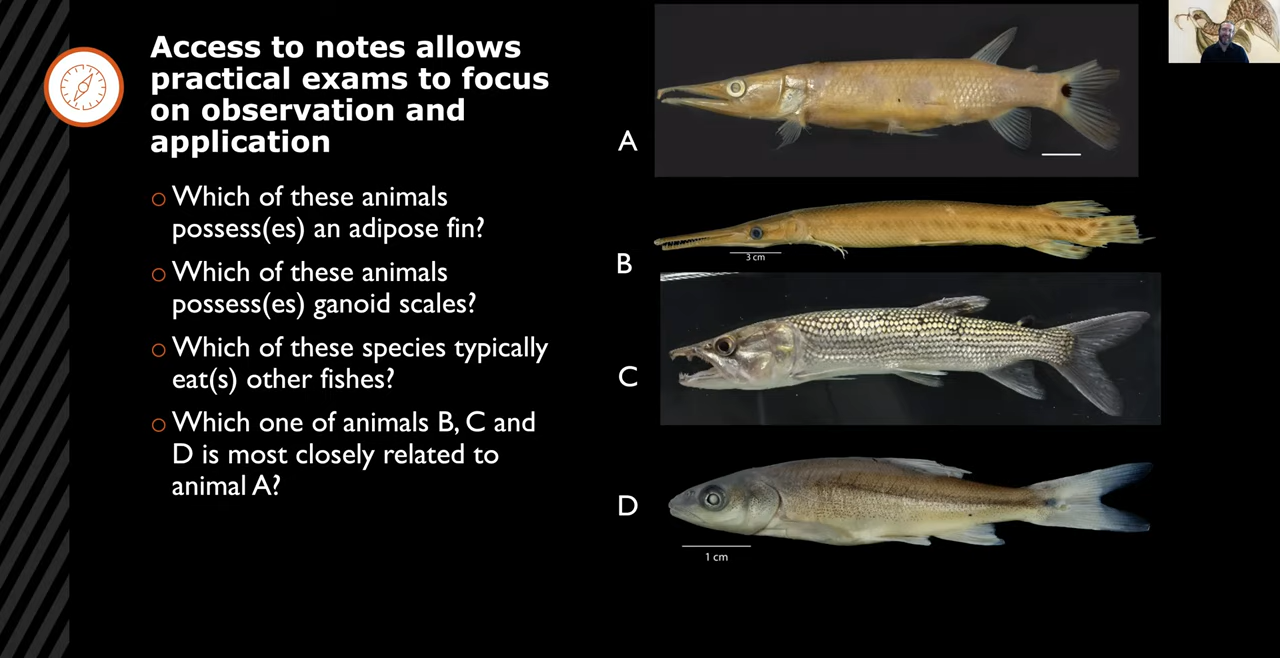 Access to notes allows
practical exams to focus
on observation and
application
Which of these animals
possess(es) an adipose fin?
Which of these animals
possess(es) ganoid scales?
Which of these species typically
eat(s) other fishes?
Which one of animals B, C and
D is most closely related to
animal A?
A
B
3 cm
C
D
1 cm